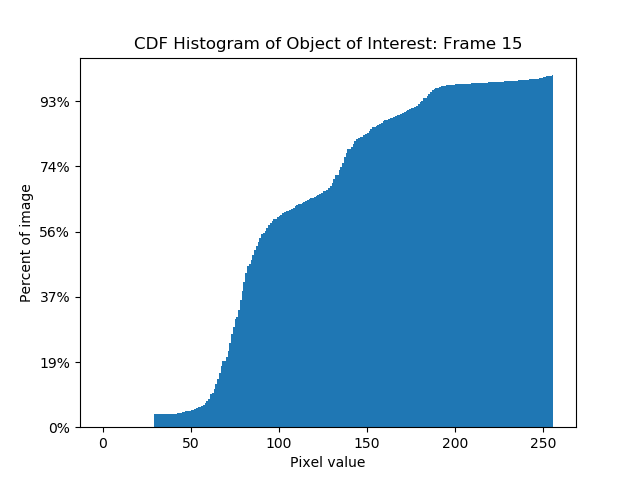 CDF Histogram of Object of Interest: Frame 15
93%
74%
56%
37%
19%
0%
Percent of image
0 50 100 150 200 250
Pixel value